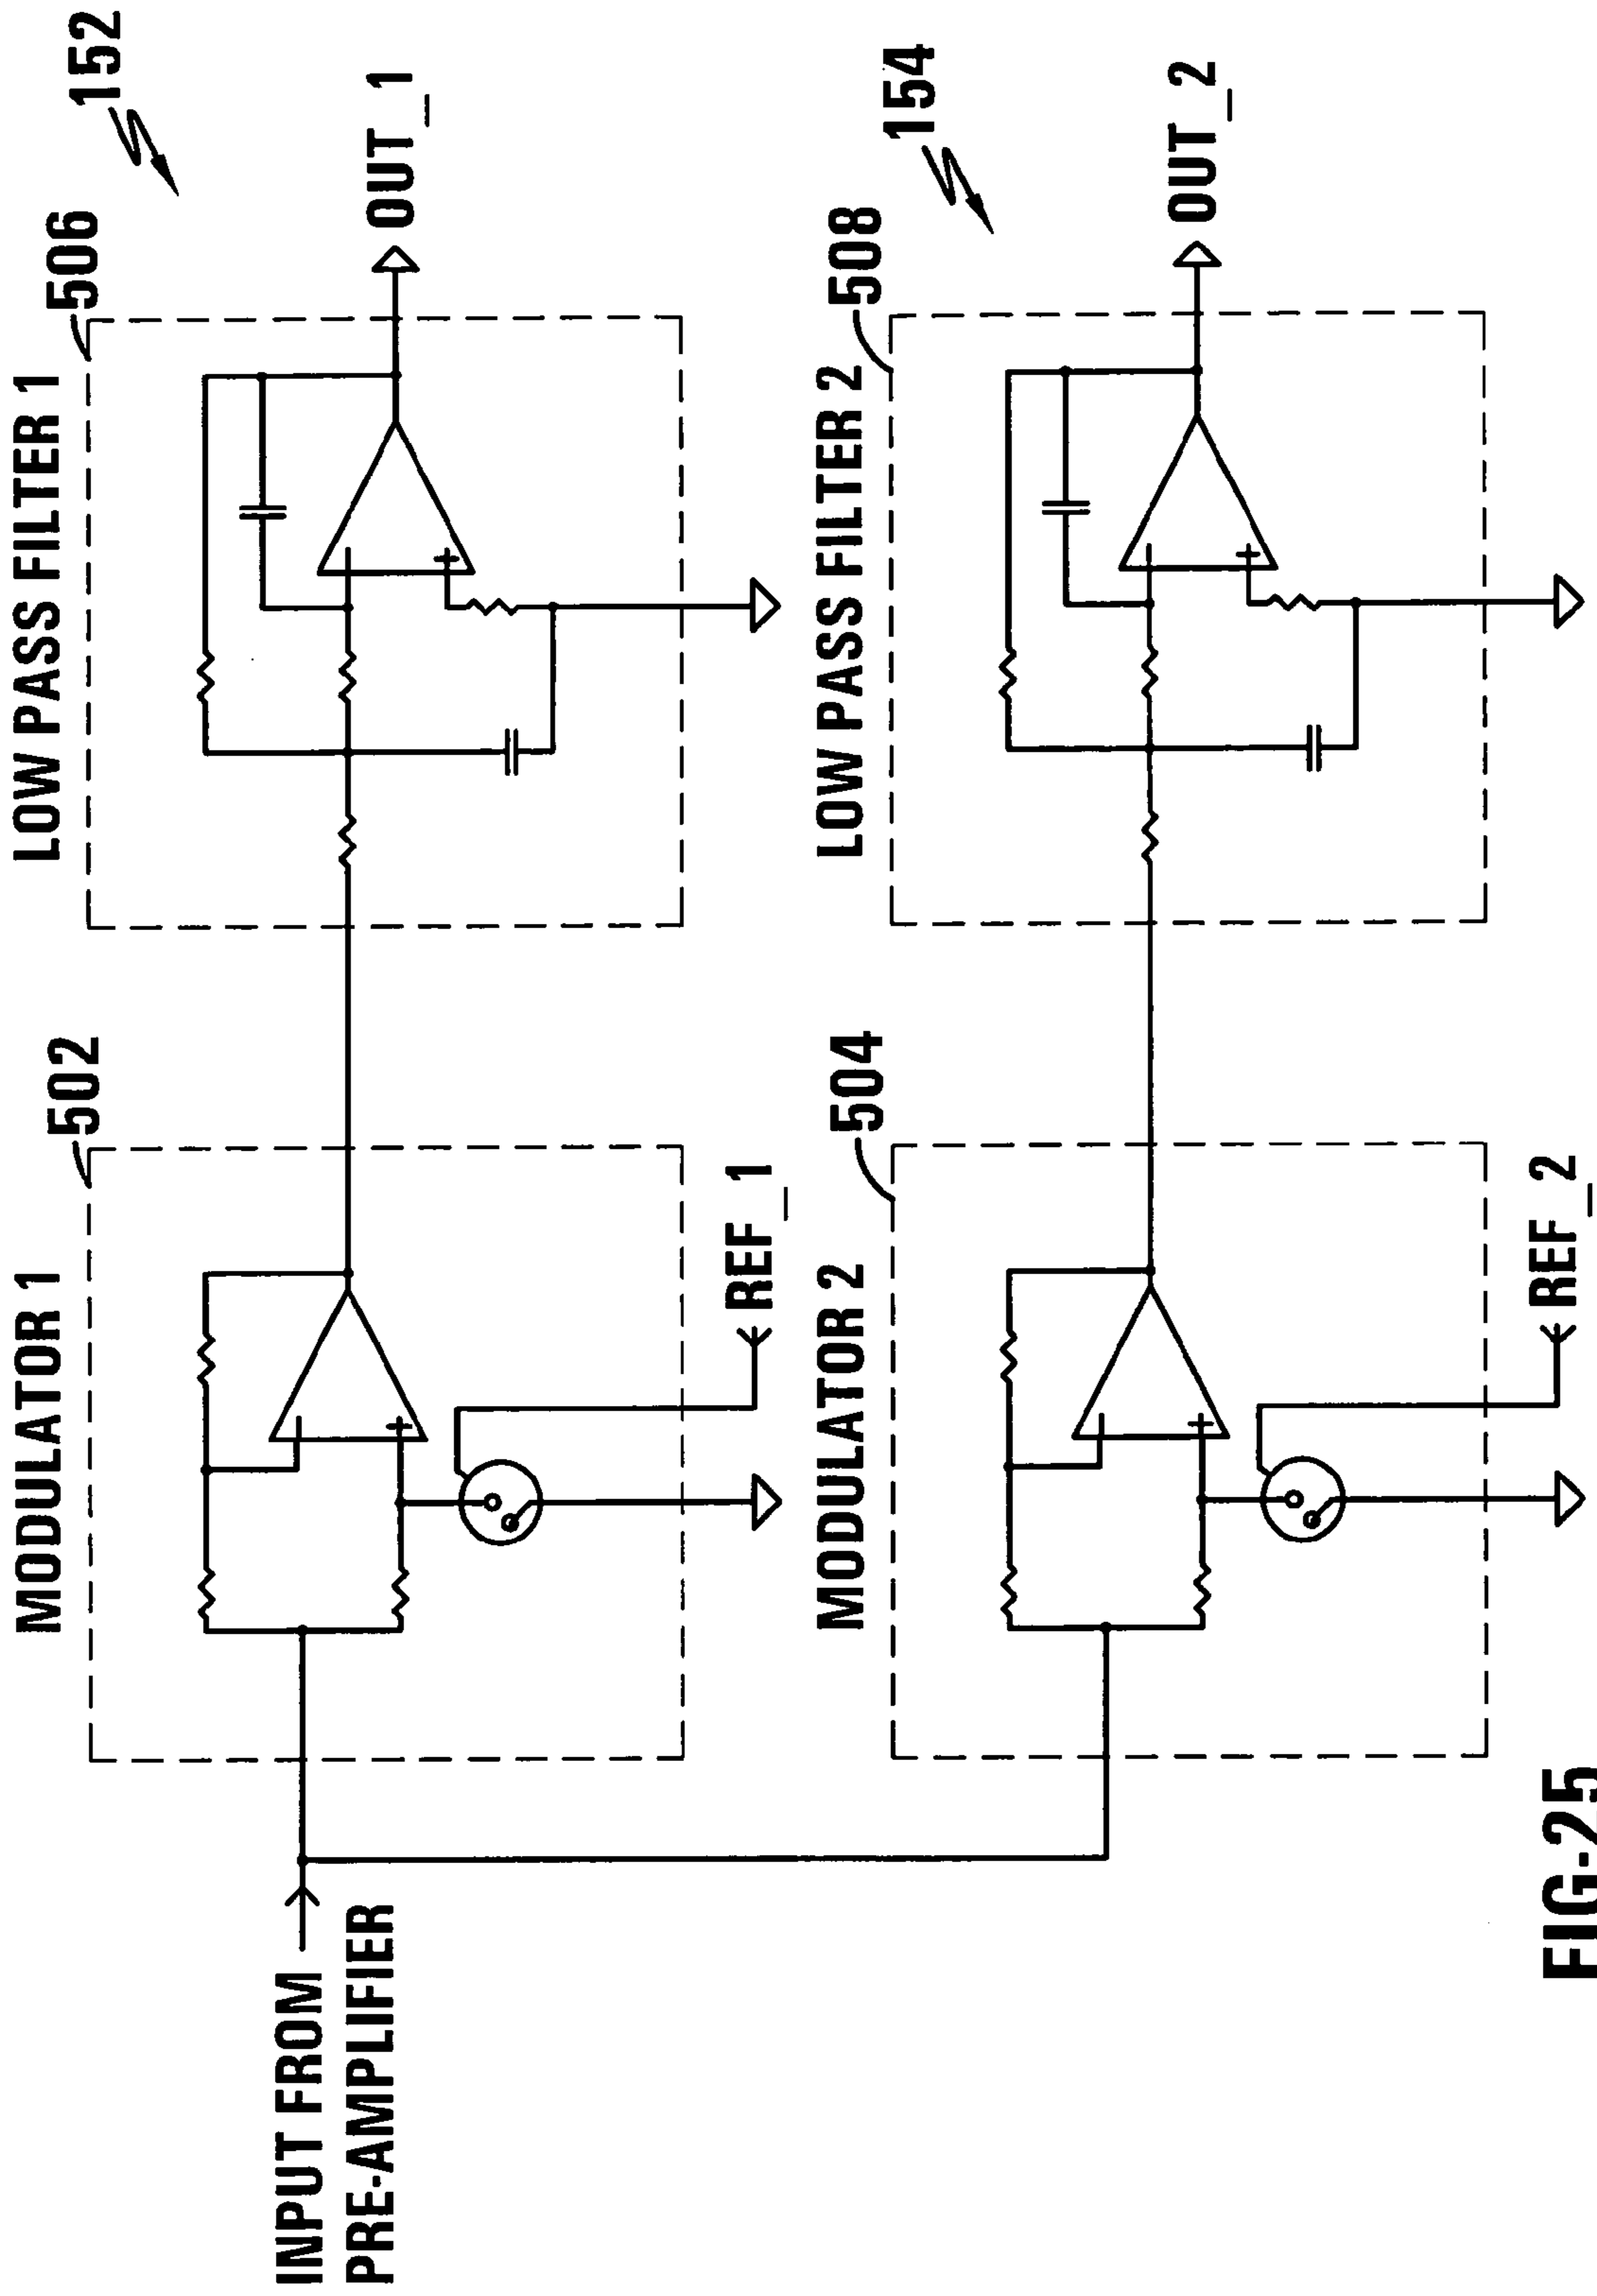 152
506
LOW PASS FILTER 1
OUT_1
502
MODULATOR 1
REF_1
INPUT FROM
PRE-AMPLIFIER
154
508
LOW PASS FILTER 2
OUT_2
504
MODULATOR 2
REF_2
FIG-25